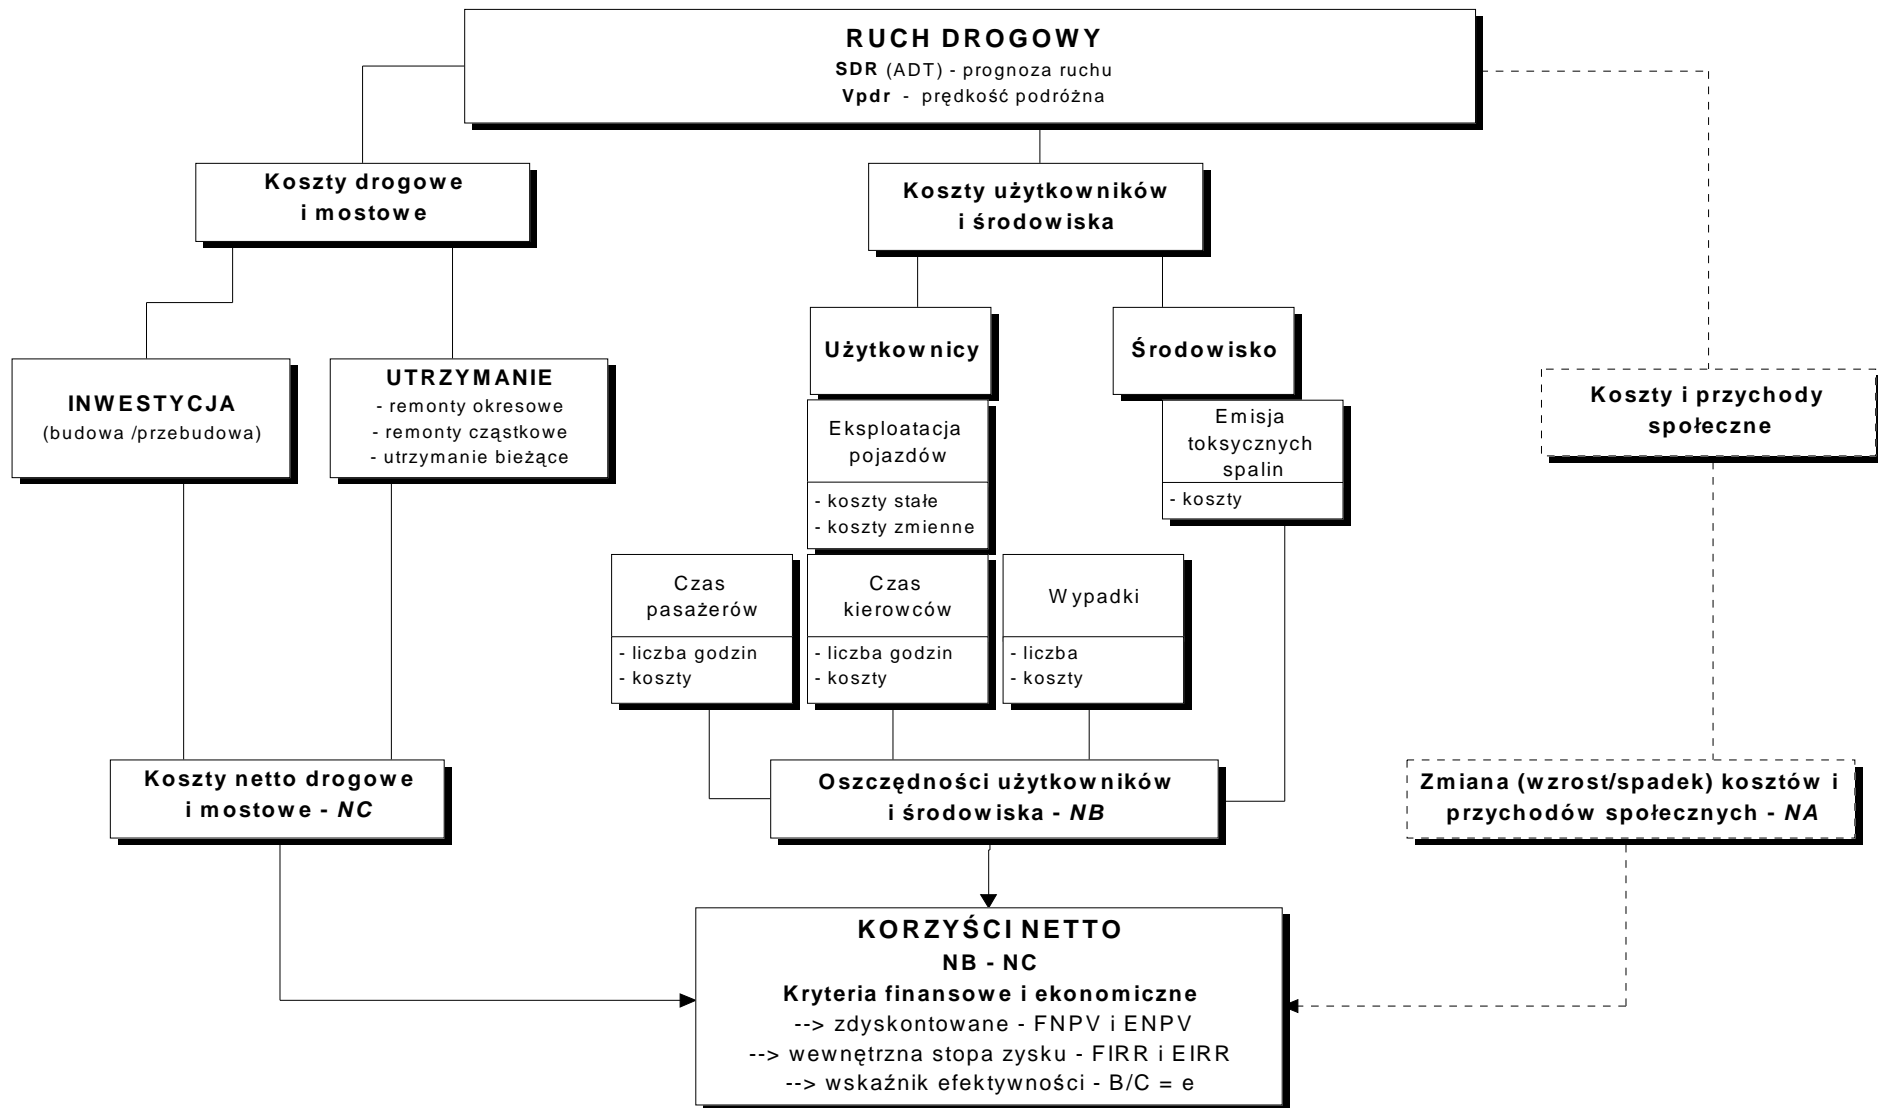 RUCH DROGOWY
SDR (ADT) - prognoza ruchu
Vpdr - prędkość podróżna
Koszty drogowe
i mostowe
Koszty użytkowników
i środowiska
Użytkownicy
Środowisko
INWESTYCJA
(budowa /przebudowa)
UTRZYMANIE
- remonty okresowe
- remonty cząstkowe
- utrzymanie bieżące
Eksploatacja
pojazdów
- koszty stałe
- koszty zmienne
Emisja
toksycznych
spalin
- koszty
Koszty i przychody
społeczne
Czas
pasażerów
- liczba godzin
- koszty
Czas
kierowców
- liczba godzin
- koszty
Wypadki
- liczba
- koszty
Koszty netto drogowe
i mostowe - NC
Oszczędności użytkowników
i środowiska - NB
Zmiana (wzrost/spadek) kosztów i
przychodów społecznych - NA
KORZYŚCI NETTO
NB - NC
Kryteria finansowe i ekonomiczne
--> zdyskontowane - FNPV i ENPV
--> wewnętrzna stopa zysku - FIRR i EIRR
--> wskaźnik efektywności - B/C = e